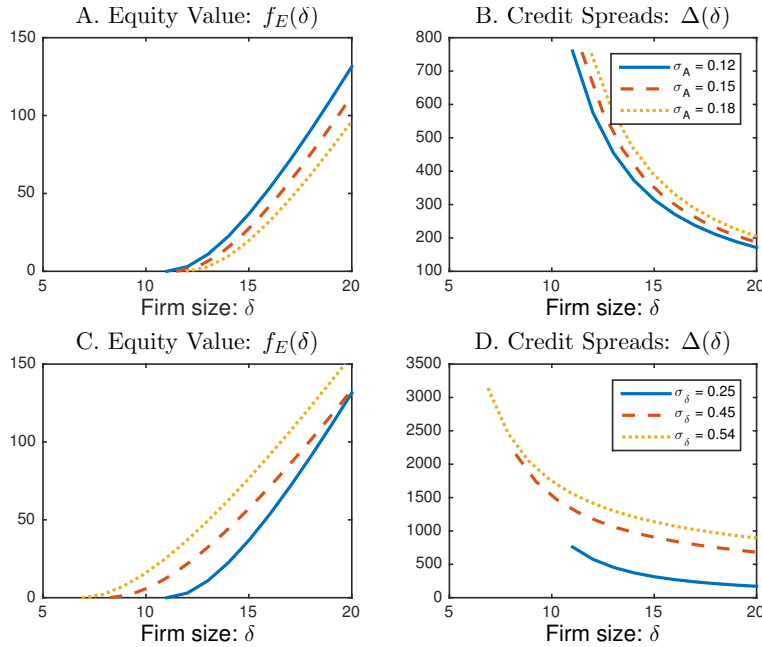 A. Equity Value: f_E(δ)
150
100
50
0
5 10 15 20
Firm size: δ
B. Credit Spreads: Δ(δ)
800
700
600
500
400
300
200
100
σ_A = 0.12
σ_A = 0.15
σ_A = 0.18
5 10 15 20
Firm size: δ
C. Equity Value: f_E(δ)
150
100
50
0
5 10 15 20
Firm size: δ
D. Credit Spreads: Δ(δ)
3500
3000
2500
2000
1500
1000
500
0
σ_δ = 0.25
σ_δ = 0.45
σ_δ = 0.54
5 10 15 20
Firm size: δ